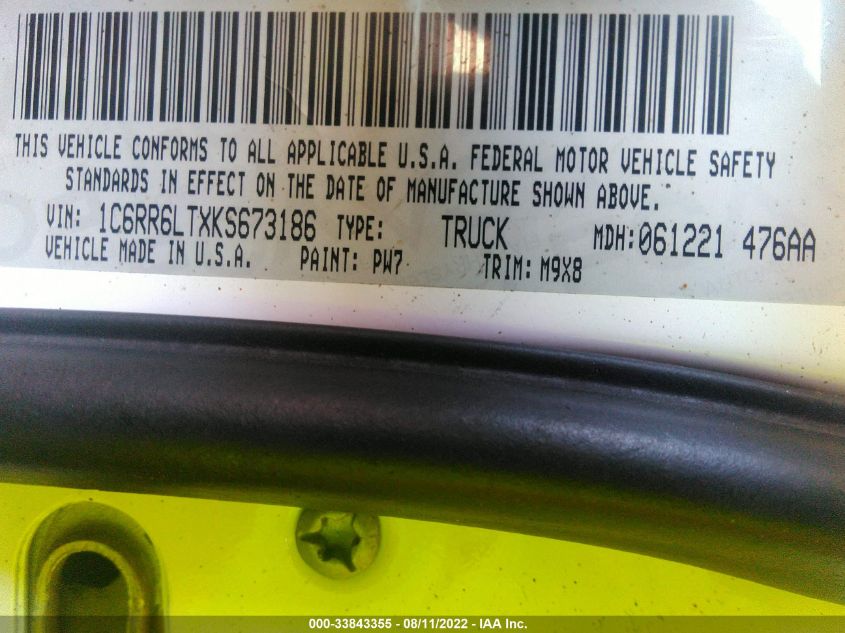 THIS VEHICLE CONFORMS TO ALL APPLICABLE U.S.A. FEDERAL MOTOR VEHICLE SAFETY
STANDARDS IN EFFECT ON THE DATE OF MANUFACTURE SHOWN ABOVE.
VIN: 1C6RR6LTXKS673186 TYPE: TRUCK MDH:061221 476AA
VEHICLE MADE IN U.S.A. PAINT: PW7 TRIM: M9X8
000-33843355 - 08/11/2022 - IAA Inc.